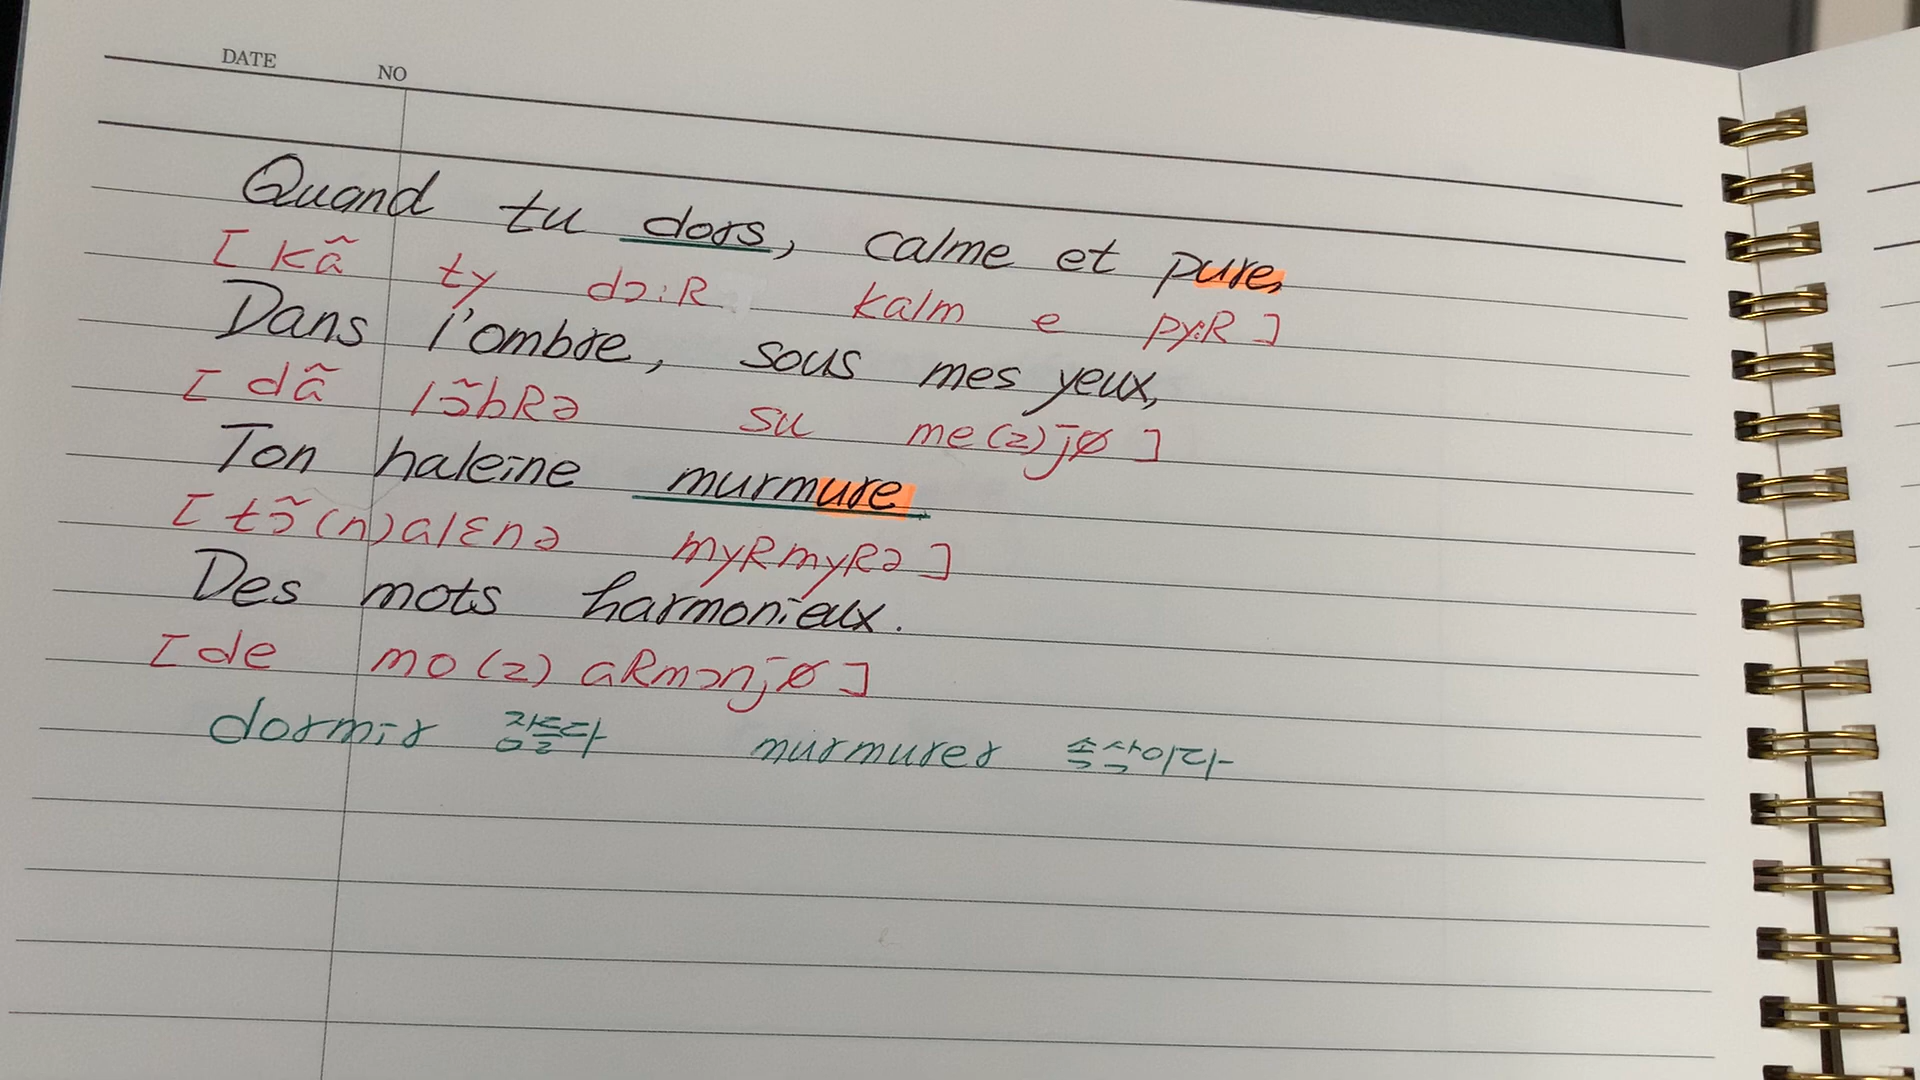 DATE NO
Quand tu dors, calme et pure,
[ kɑ̃ ty dɔ:R kalm e py:R ]
Dans l'ombre, sous mes yeux,
[ dɑ̃ lɔ̃bRə su me(z)jø ]
Ton haleine murmure
[ tɔ̃(n)alɛnə myRmyRə ]
Des mots harmonieux.
[ de mo(z) aRmɔnjø ]
dormir 잠들다 murmurer 속삭이다